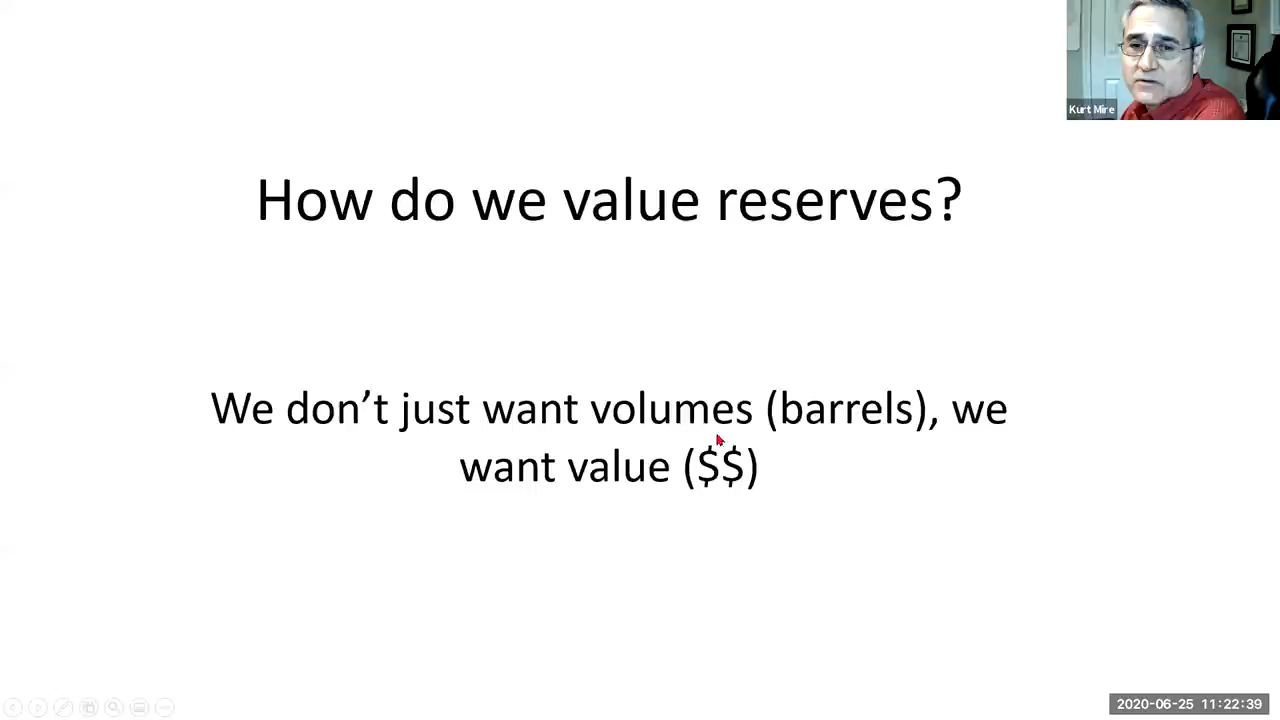 Kurt Mire
How do we value reserves?
We don't just want volumes (barrels), we
want value ($$)
2020-06-25 11:22:39